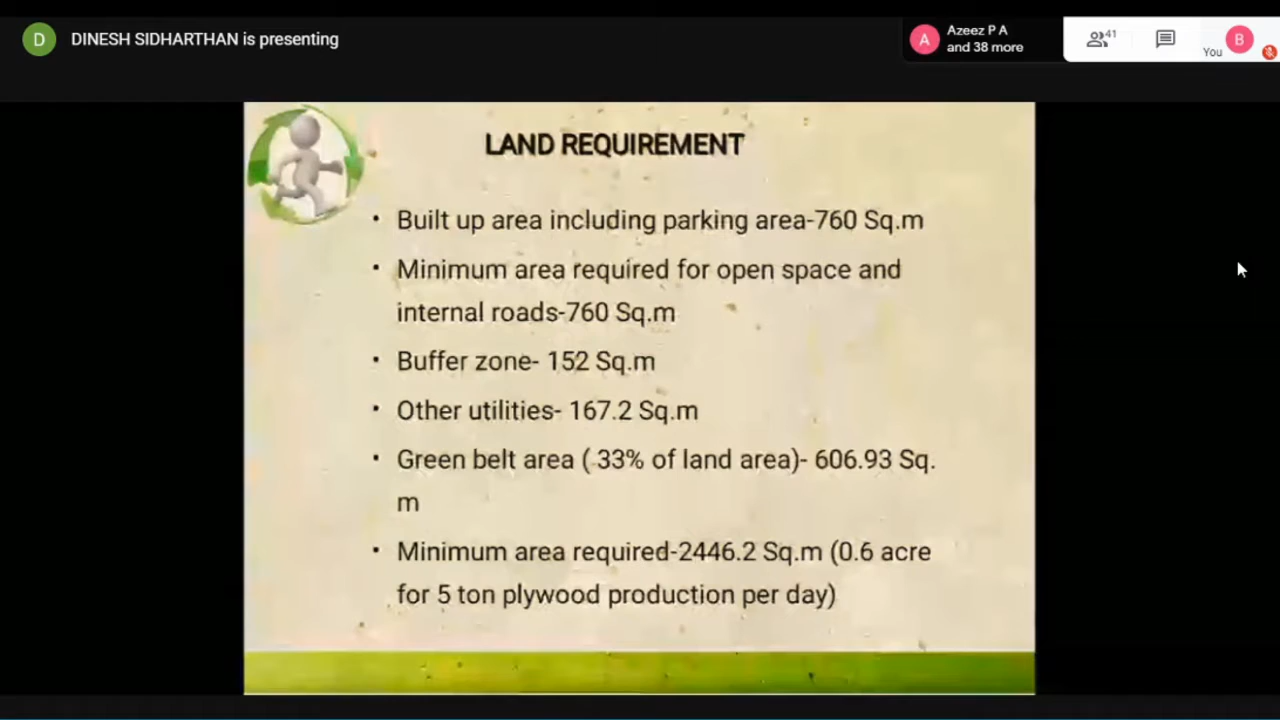 D DINESH SIDHARTHAN is presenting
A Azeez P A
and 38 more
41
You B
LAND REQUIREMENT
• Built up area including parking area-760 Sq.m
• Minimum area required for open space and
internal roads-760 Sq.m
• Buffer zone- 152 Sq.m
• Other utilities- 167.2 Sq.m
• Green belt area (.33% of land area)- 606.93 Sq.
m
• Minimum area required-2446.2 Sq.m (0.6 acre
for 5 ton plywood production per day)